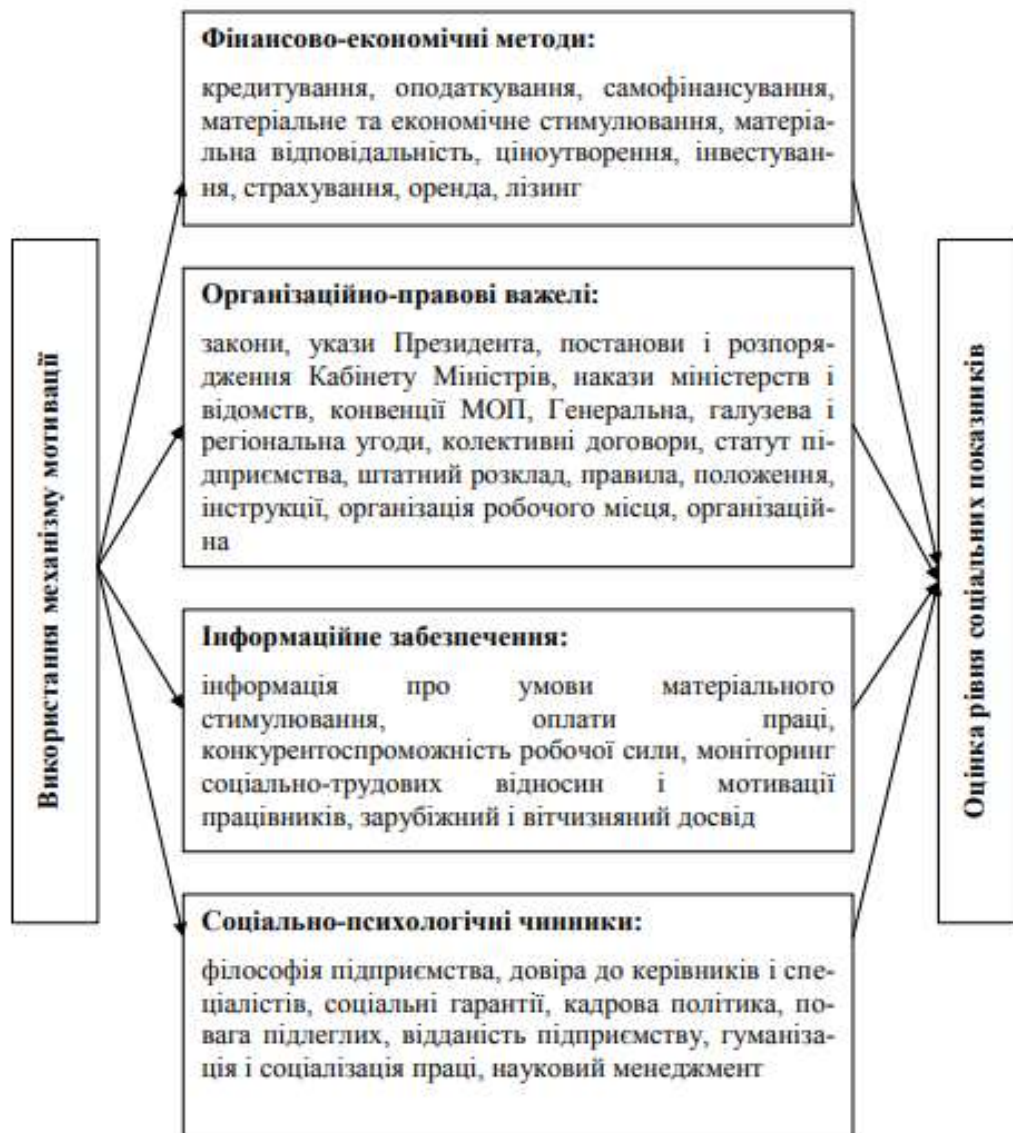 Використання механізму мотивації
Фінансово-економічні методи:
кредитування, оподаткування, самофінансування,
матеріальне та економічне стимулювання, матеріа-
льна відповідальність, ціноутворення, інвестуван-
ня, страхування, оренда, лізинг
Організаційно-правові важелі:
закони, укази Президента, постанови і розпоря-
дження Кабінету Міністрів, накази міністерств і
відомств, конвенції МОП, Генеральна, галузева і
регіональна угоди, колективні договори, статут пі-
дприємства, штатний розклад, правила, положення,
інструкції, організація робочого місця, організацій-
на
Інформаційне забезпечення:
інформація про умови матеріального
стимулювання, оплати праці,
конкурентоспроможність робочої сили, моніторинг
соціально-трудових відносин і мотивації
працівників, зарубіжний і вітчизняний досвід
Соціально-психологічні чинники:
філософія підприємства, довіра до керівників і спе-
ціалістів, соціальні гарантії, кадрова політика, по-
вага підлеглих, відданість підприємству, гуманіза-
ція і соціалізація праці, науковий менеджмент
Оцінка рівня соціальних показників